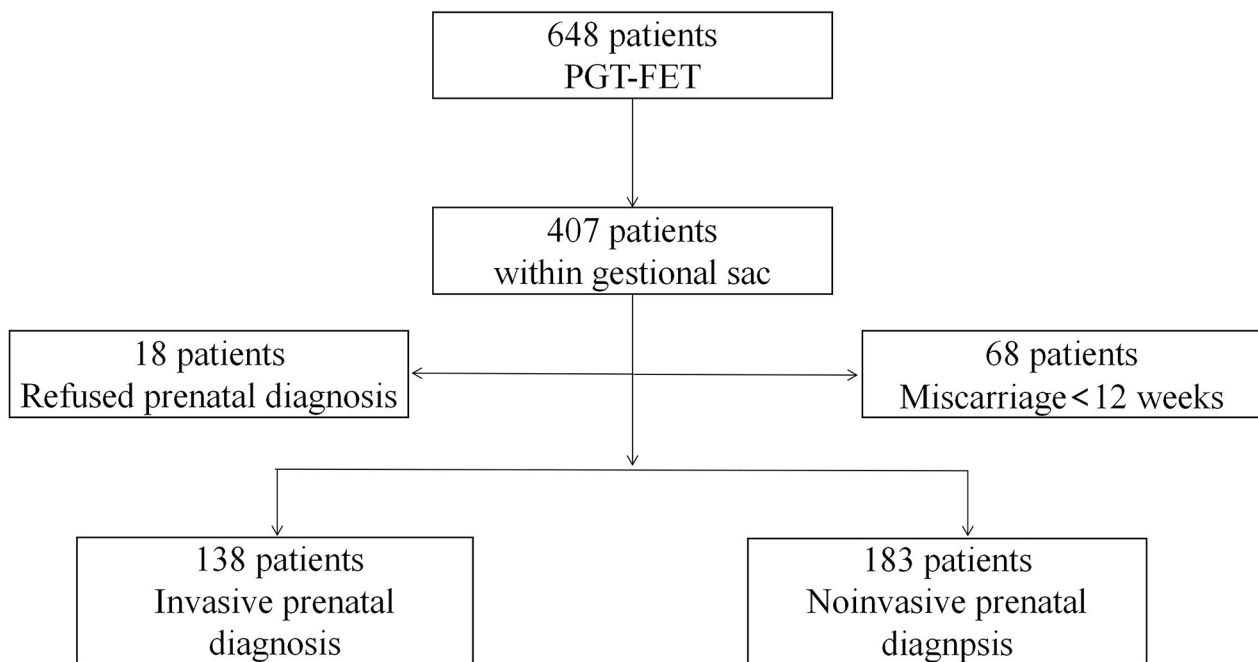 648 patients
PGT-FET
407 patients
within gestional sac
18 patients
Refused prenatal diagnosis
68 patients
Miscarriage<12 weeks
138 patients
Invasive prenatal
diagnosis
183 patients
Noinvasive prenatal
diagnpsis